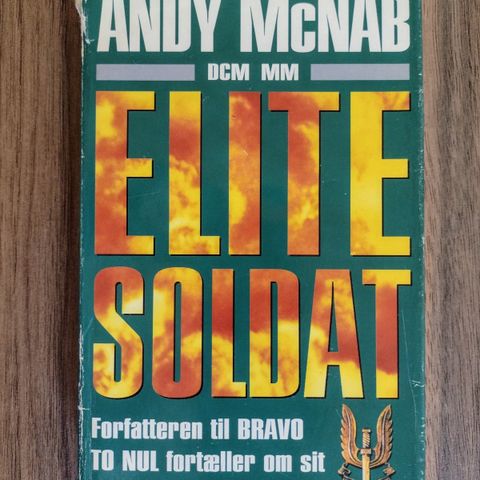 ANDY McNAB
DCM MM
ELITE
SOLDAT
Forfatteren til BRAVO
TO NUL fortæller om sit